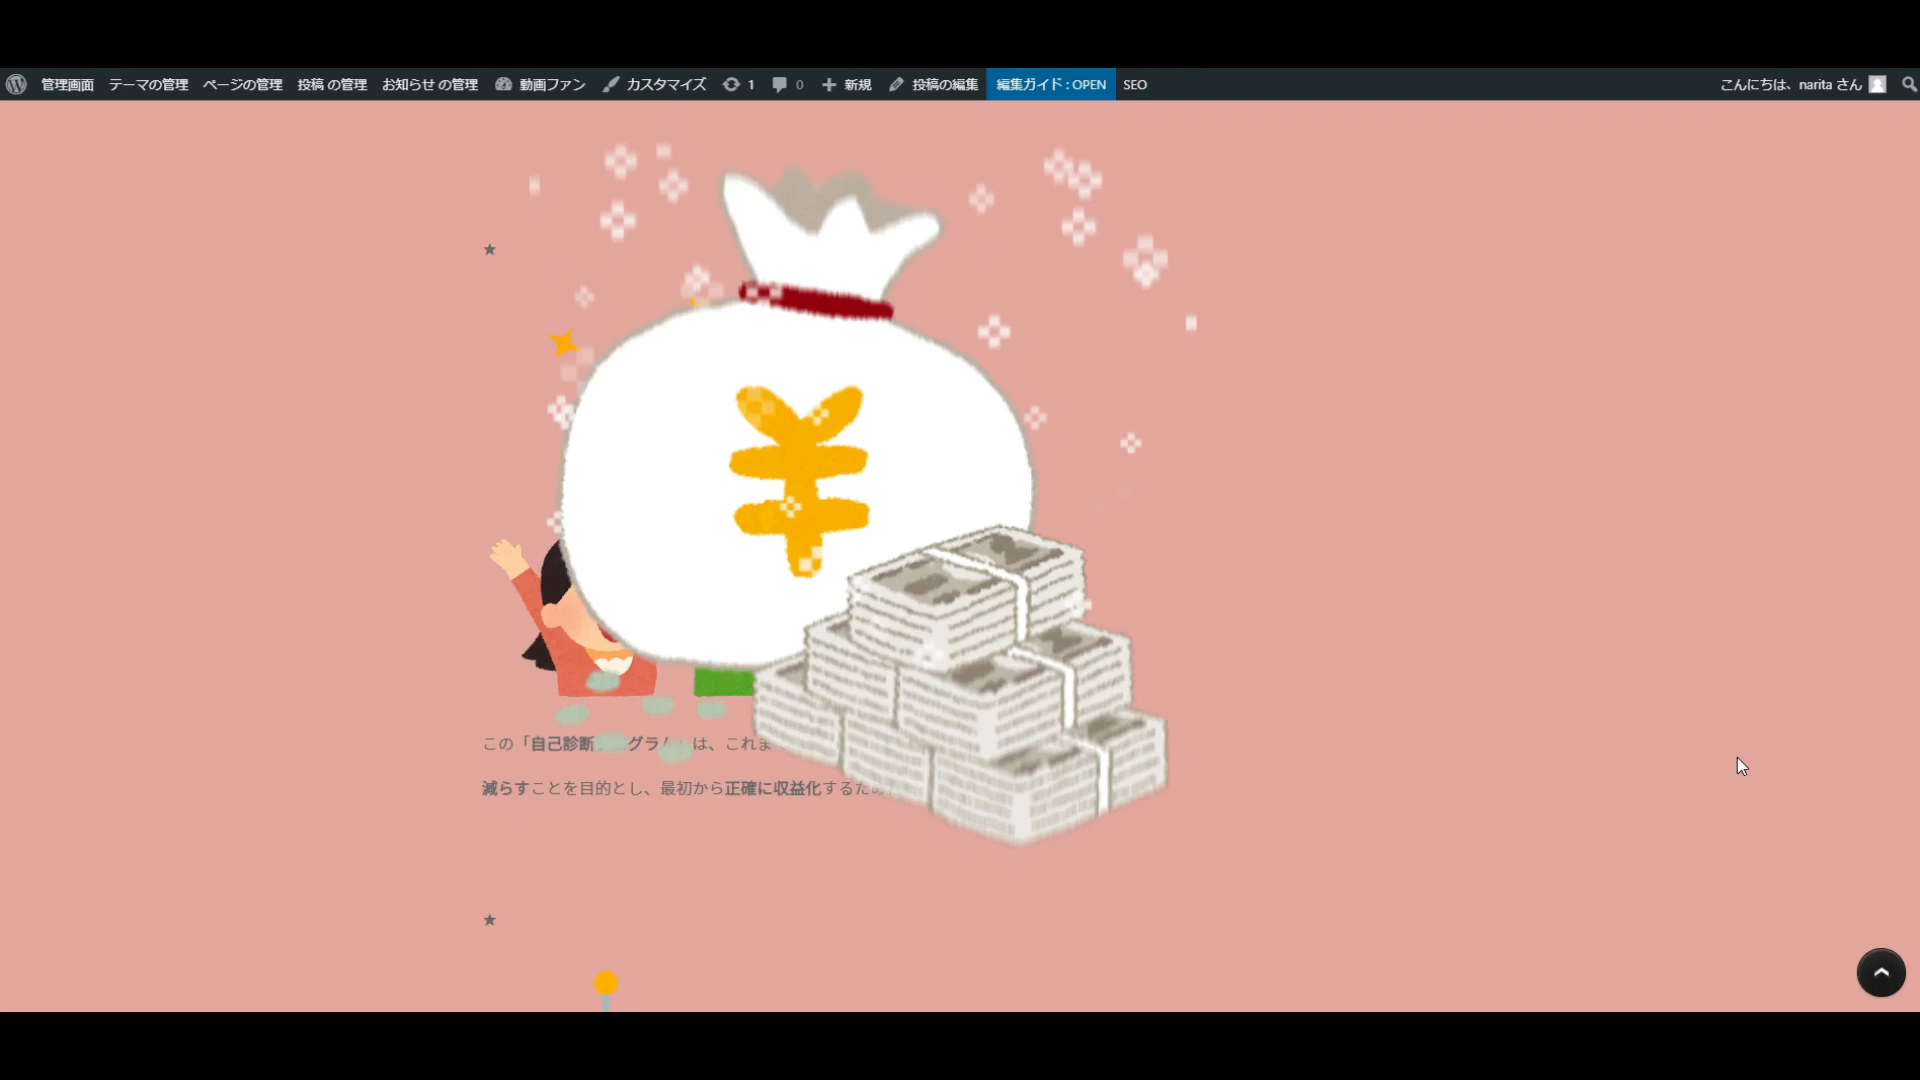 管理画面 テーマの管理 ページの管理 投稿 の管理 お知らせ の管理 動画ファン カスタマイズ 1 0 新規 投稿の編集 編集ガイド : OPEN SEO こんにちは、narita さん
★
¥
この「自己診断 グラ は、これま
減らすことを目的とし、最初から正確に収益化するため
★